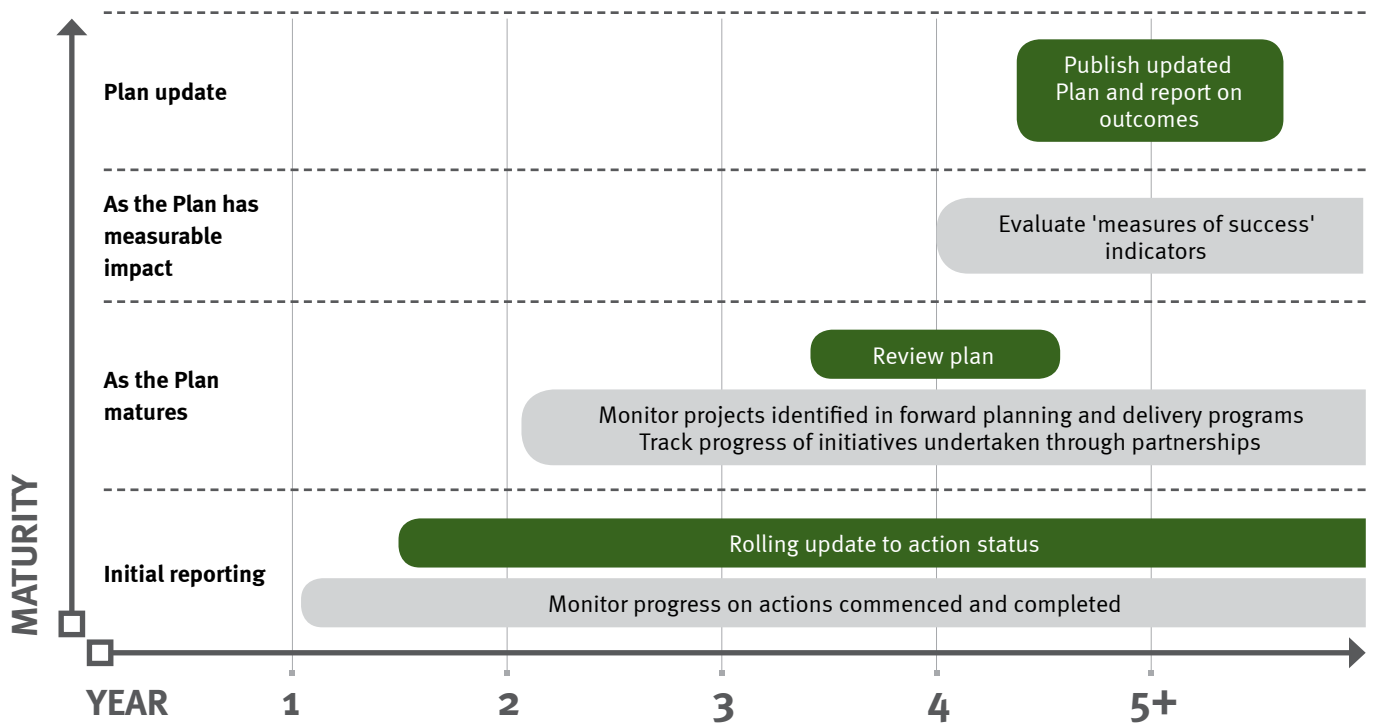 Plan update
Publish updated
Plan and report on
outcomes
As the Plan has
measurable
impact
Evaluate 'measures of success'
indicators
As the Plan
matures
Review plan
Monitor projects identified in forward planning and delivery programs
Track progress of initiatives undertaken through partnerships
Initial reporting
Rolling update to action status
Monitor progress on actions commenced and completed
MATURITY
YEAR 1 2 3 4 5+